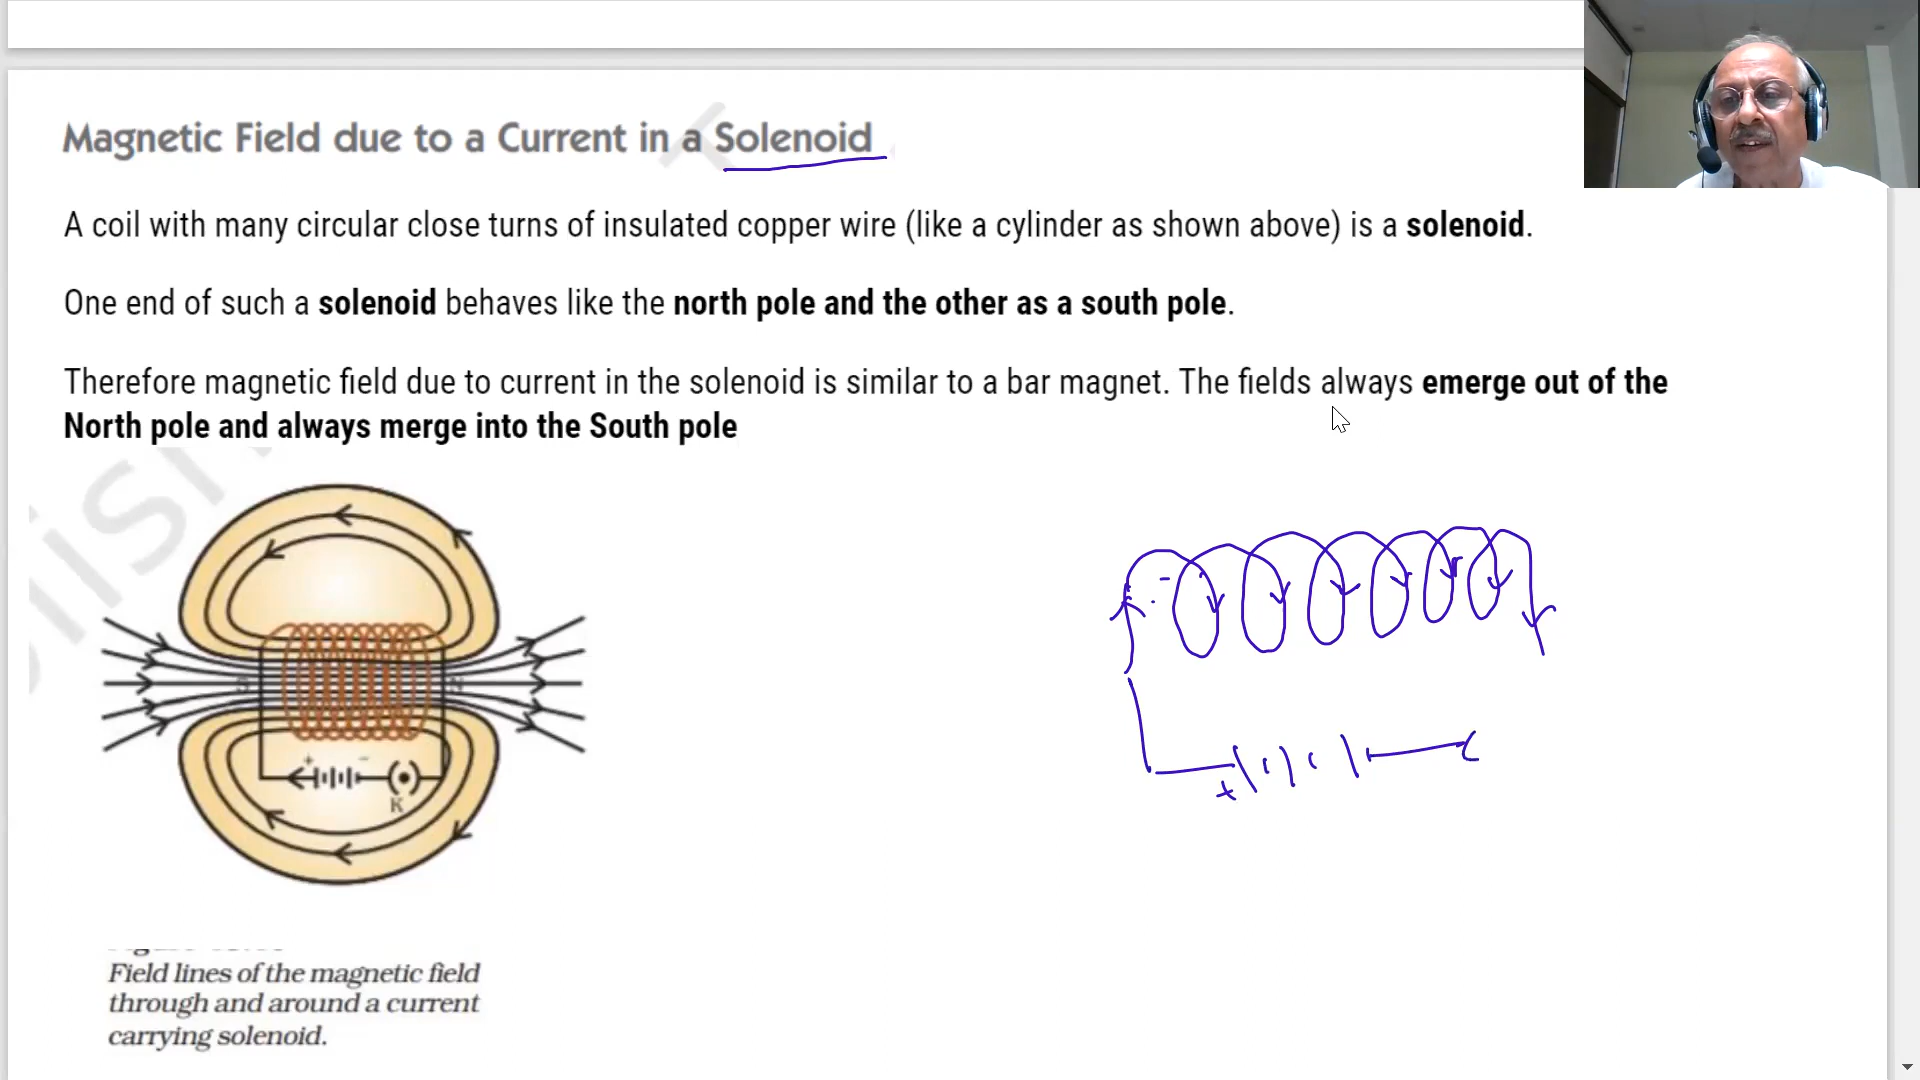 Magnetic Field due to a Current in a Solenoid
A coil with many circular close turns of insulated copper wire (like a cylinder as shown above) is a solenoid.
One end of such a solenoid behaves like the north pole and the other as a south pole.
Therefore magnetic field due to current in the solenoid is similar to a bar magnet. The fields always emerge out of the
North pole and always merge into the South pole
S N
+ −
K
+
Field lines of the magnetic field
through and around a current
carrying solenoid.